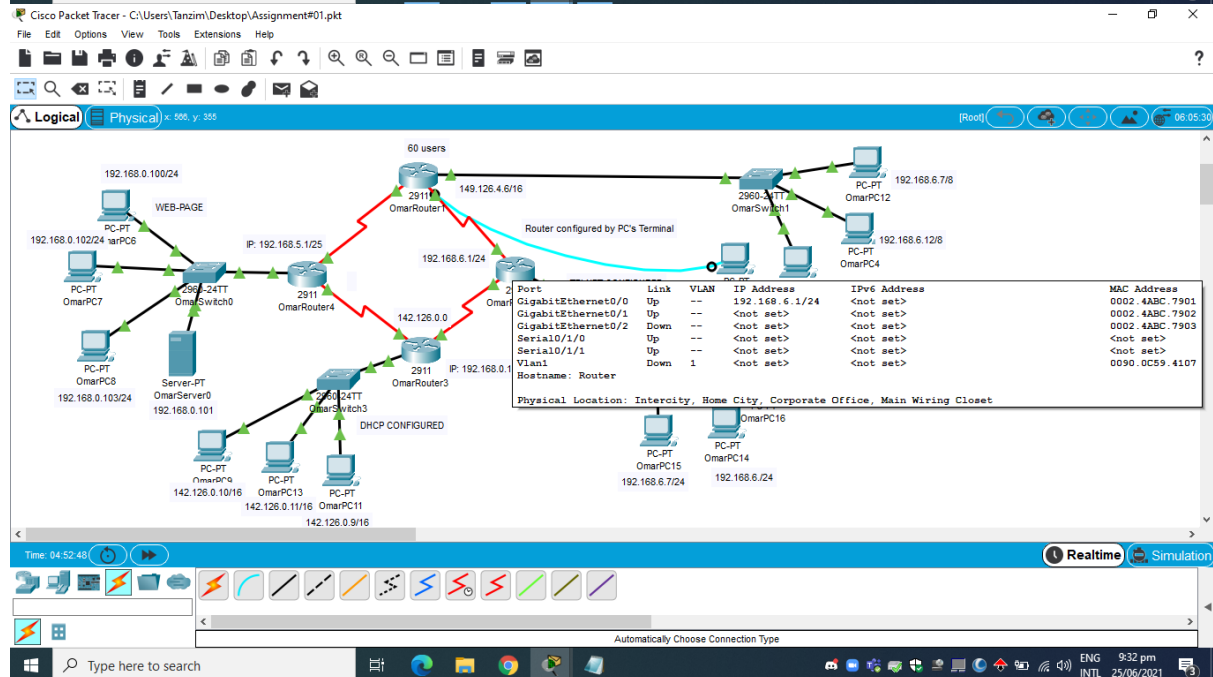 Cisco Packet Tracer - C:\Users\Tanzim\Desktop\Assignment#01.pkt
File Edit Options View Tools Extensions Help
Logical
Physical
x: 566, y: 355
[Root]
06:05:30
60 users
192.168.0.100/24
WEB-PAGE
PC-PT
arPC6
192.168.0.102/24
PC-PT
OmarPC7
2960-24TT
OmarSwitch0
PC-PT
OmarPC8
192.168.0.103/24
Server-PT
OmarServer0
192.168.0.101
IP: 192.168.5.1/25
2911
OmarRouter4
2911
OmarRouter1
149.126.4.6/16
192.168.6.1/24
142.126.0.0
2911
OmarRouter3
IP: 192.168.0.1
2960-24TT
OmarSwitch3
DHCP CONFIGURED
PC-PT
OmarPC9
142.126.0.10/16
PC-PT
OmarPC13
142.126.0.11/16
PC-PT
OmarPC11
142.126.0.9/16
Router configured by PC's Terminal
2960-24TT
OmarSwitch1
PC-PT
OmarPC12
192.168.6.7/8
192.168.6.12/8
PC-PT
OmarPC4
Port Link VLAN IP Address IPv6 Address MAC Address
GigabitEthernet0/0 Up -- 192.168.6.1/24 <not set> 0002.4ABC.7901
GigabitEthernet0/1 Up -- <not set> <not set> 0002.4ABC.7902
GigabitEthernet0/2 Down -- <not set> <not set> 0002.4ABC.7903
Serial0/1/0 Up -- <not set> <not set> <not set>
Serial0/1/1 Up -- <not set> <not set> <not set>
Vlan1 Down 1 <not set> <not set> 0090.0C59.4107
Hostname: Router
Physical Location: Intercity, Home City, Corporate Office, Main Wiring Closet
OmarPC16
PC-PT
OmarPC15
192.168.6.7/24
PC-PT
OmarPC14
192.168.6./24
Time: 04:52:48
Realtime
Simulation
Automatically Choose Connection Type
Type here to search
ENG
INTL
9:32 pm
25/06/2021
3